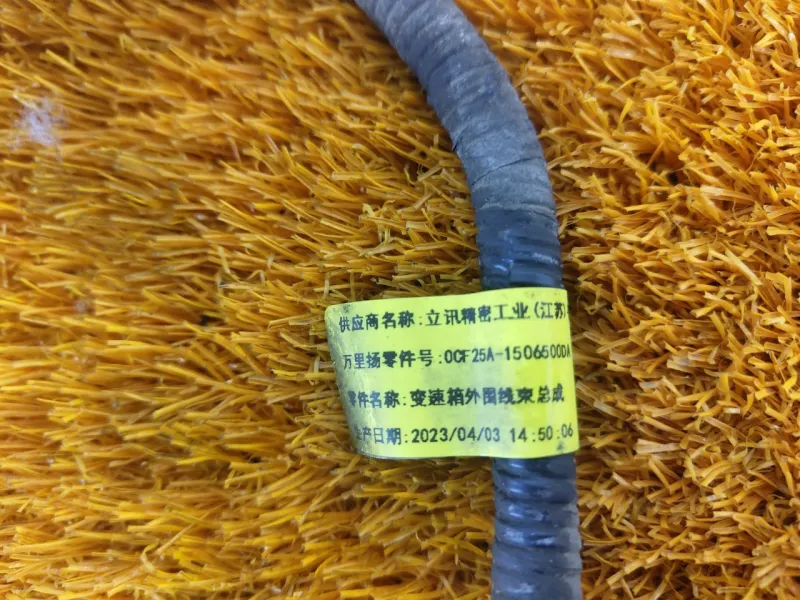 供应商名称:立讯精密工业(江苏)
万里扬零件号:0CF25A-1506500DA
零件名称:变速箱外围线束总成
生产日期:2023/04/03 14:50:06